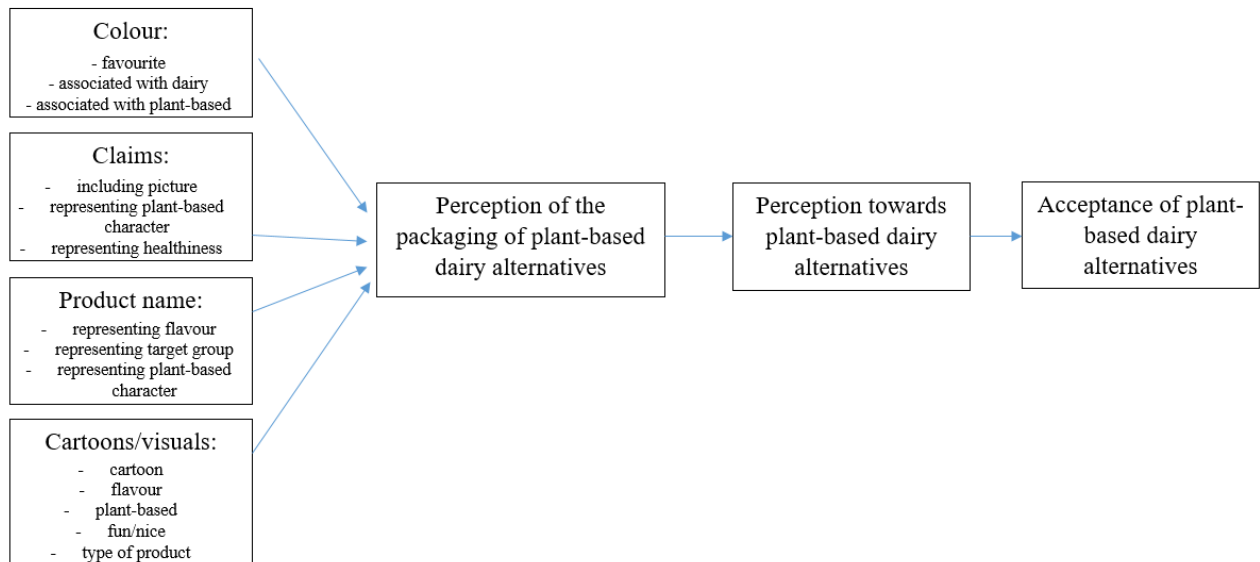 Colour:
- favourite
- associated with dairy
- associated with plant-based
Claims:
- including picture
- representing plant-based
character
- representing healthiness
Product name:
- representing flavour
- representing target group
- representing plant-based
character
Cartoons/visuals:
- cartoon
- flavour
- plant-based
- fun/nice
- type of product
Perception of the
packaging of plant-based
dairy alternatives
Perception towards
plant-based dairy
alternatives
Acceptance of plant-
based dairy
alternatives